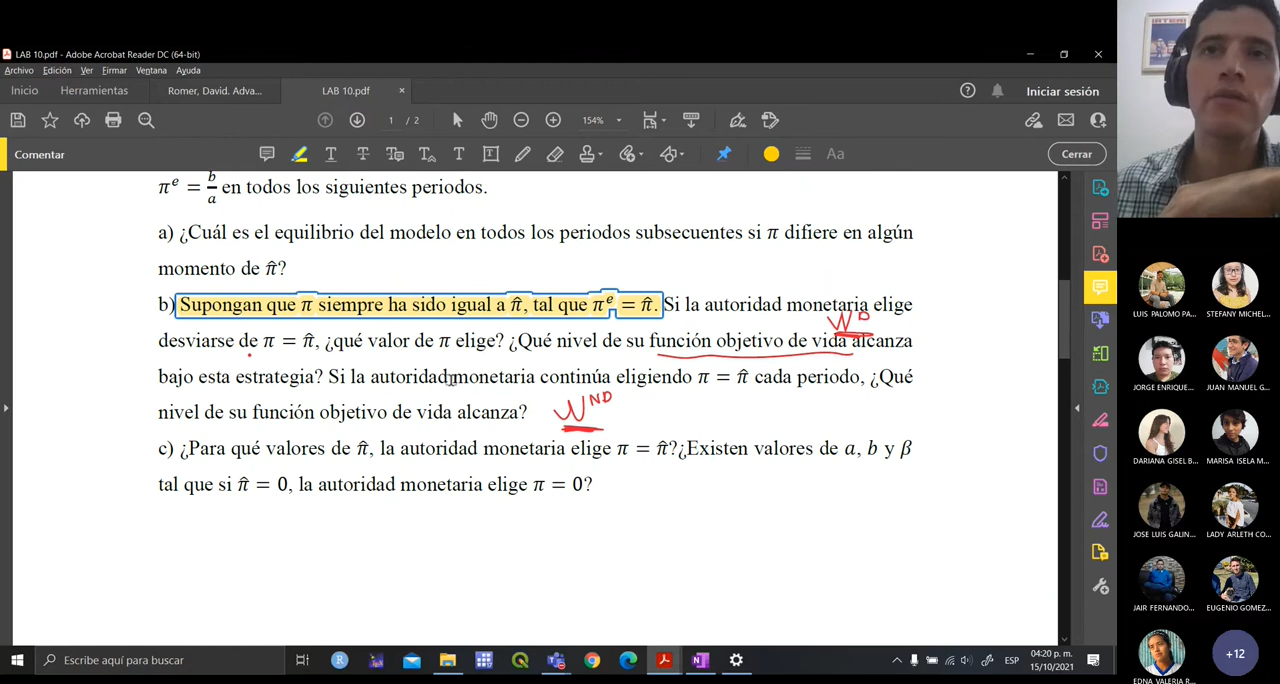 LAB 10.pdf - Adobe Acrobat Reader DC (64-bit)
Archivo Edición Ver Firmar Ventana Ayuda
Inicio Herramientas Romer, David. Adva... LAB 10.pdf × Iniciar sesión
1 / 2 154%
Comentar Aa Cerrar
π^e = b/a en todos los siguientes periodos.
a) ¿Cuál es el equilibrio del modelo en todos los periodos subsecuentes si π difiere en algún
momento de π̂?
b) Supongan que π siempre ha sido igual a π̂, tal que π^e = π̂. Si la autoridad monetaria elige
W^D
desviarse de π = π̂, ¿qué valor de π elige? ¿Qué nivel de su función objetivo de vida alcanza
bajo esta estrategia? Si la autoridad monetaria continúa eligiendo π = π̂ cada periodo, ¿Qué
nivel de su función objetivo de vida alcanza? W^ND
c) ¿Para qué valores de π̂, la autoridad monetaria elige π = π̂?¿Existen valores de a, b y β
tal que si π̂ = 0, la autoridad monetaria elige π = 0?
LUIS PALOMO PA...
STEFANY MICHEL...
JORGE ENRIQUE...
JUAN MANUEL G...
DARIANA GISEL B...
MARISA ISELA M...
JOSE LUIS GALIN...
LADY ARLETH CO...
JAIR FERNANDO...
EUGENIO GOMEZ...
EDNA VALERIA R...
+12
Escribe aquí para buscar
ESP
04:20 p. m.
15/10/2021